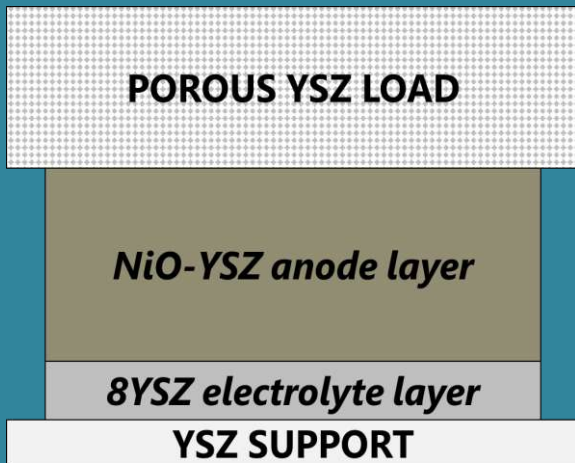 POROUS YSZ LOAD
NiO-YSZ anode layer
8YSZ electrolyte layer
YSZ SUPPORT